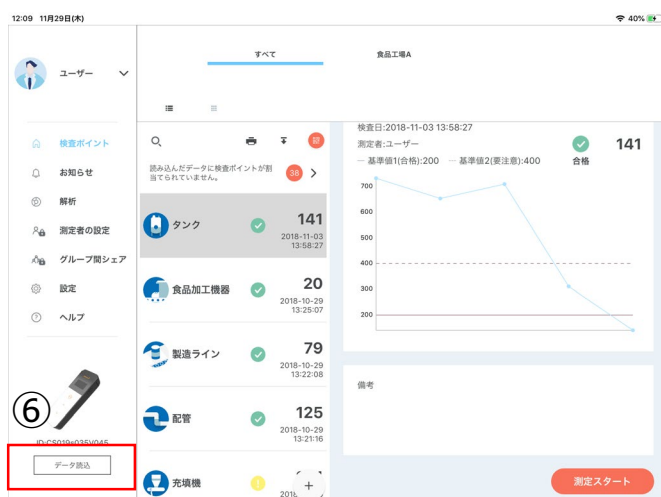 12:09 11月29日(木)
40%
ユーザー
すべて
食品工場A
検査ポイント
お知らせ
解析
測定者の設定
グループ間シェア
設定
ヘルプ
⑥
データ読込
読み込んだデータに検査ポイントが割
当てられていません。
38
タンク
141
2018-11-03
13:58:27
食品加工機器
20
2018-10-29
13:25:07
製造ライン
79
2018-10-29
13:22:08
配管
125
2018-10-29
13:21:16
充填機
検査日:2018-11-03 13:58:27
測定者:ユーザー
基準値1(合格):200 基準値2(要注意):400
合格
141
700
600
500
400
300
200
備考
測定スタート